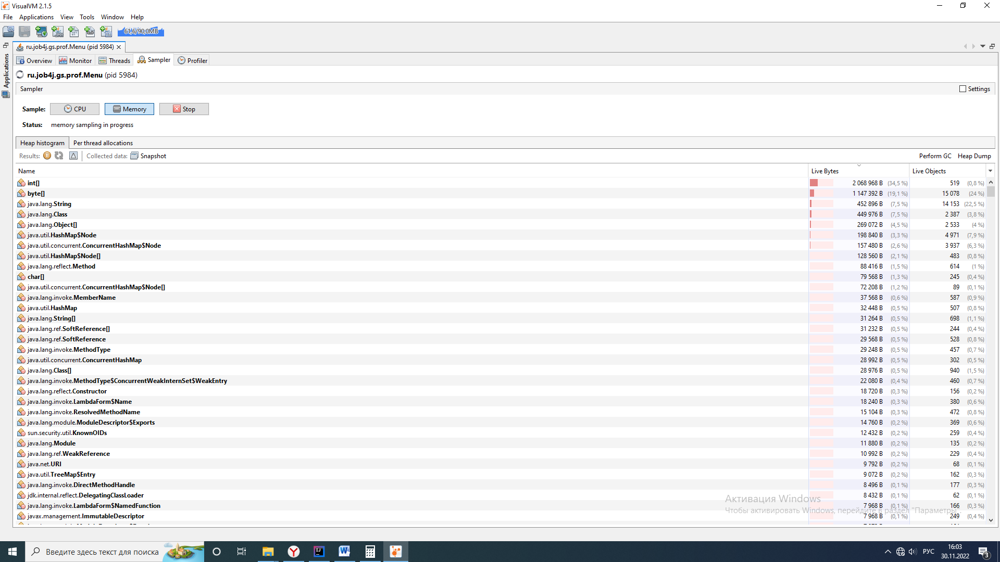 VisualVM 2.1.5
File Applications View Tools Window Help
61,6/90,0MB
Applications
ru.job4j.gs.prof.Menu (pid 5984)
Overview Monitor Threads Sampler Profiler
ru.job4j.gs.prof.Menu (pid 5984)
Sampler Settings
Sample: CPU Memory Stop
Status: memory sampling in progress
Heap histogram Per thread allocations
Results: Collected data: Snapshot Perform GC Heap Dump
Name Live Bytes Live Objects
int[] 2 068 968 B (34,5 %) 519 (0,8 %)
byte[] 1 147 392 B (19,1 %) 15 078 (24 %)
java.lang.String 452 896 B (7,5 %) 14 153 (22,5 %)
java.lang.Class 449 976 B (7,5 %) 2 387 (3,8 %)
java.lang.Object[] 269 072 B (4,5 %) 2 533 (4 %)
java.util.HashMap$Node 198 840 B (3,3 %) 4 971 (7,9 %)
java.util.concurrent.ConcurrentHashMap$Node 157 480 B (2,6 %) 3 937 (6,3 %)
java.util.HashMap$Node[] 128 560 B (2,1 %) 483 (0,8 %)
java.lang.reflect.Method 88 416 B (1,5 %) 614 (1 %)
char[] 79 568 B (1,3 %) 245 (0,4 %)
java.util.concurrent.ConcurrentHashMap$Node[] 72 208 B (1,2 %) 89 (0,1 %)
java.lang.invoke.MemberName 37 568 B (0,6 %) 587 (0,9 %)
java.util.HashMap 32 448 B (0,5 %) 507 (0,8 %)
java.lang.String[] 31 264 B (0,5 %) 698 (1,1 %)
java.lang.ref.SoftReference[] 31 232 B (0,5 %) 244 (0,4 %)
java.lang.ref.SoftReference 29 568 B (0,5 %) 528 (0,8 %)
java.lang.invoke.MethodType 29 248 B (0,5 %) 457 (0,7 %)
java.util.concurrent.ConcurrentHashMap 28 992 B (0,5 %) 302 (0,5 %)
java.lang.Class[] 28 976 B (0,5 %) 940 (1,5 %)
java.lang.invoke.MethodType$ConcurrentWeakInternSet$WeakEntry 22 080 B (0,4 %) 460 (0,7 %)
java.lang.reflect.Constructor 18 720 B (0,3 %) 156 (0,2 %)
java.lang.invoke.LambdaForm$Name 18 240 B (0,3 %) 380 (0,6 %)
java.lang.invoke.ResolvedMethodName 15 104 B (0,3 %) 472 (0,8 %)
java.lang.module.ModuleDescriptor$Exports 14 760 B (0,2 %) 369 (0,6 %)
sun.security.util.KnownOIDs 12 432 B (0,2 %) 259 (0,4 %)
java.lang.Module 11 880 B (0,2 %) 135 (0,2 %)
java.lang.ref.WeakReference 10 992 B (0,2 %) 229 (0,4 %)
java.net.URI 9 792 B (0,2 %) 68 (0,1 %)
java.util.TreeMap$Entry 9 072 B (0,2 %) 162 (0,3 %)
java.lang.invoke.DirectMethodHandle 8 496 B (0,1 %) 177 (0,3 %)
jdk.internal.reflect.DelegatingClassLoader 8 432 B (0,1 %) 62 (0,1 %)
java.lang.invoke.LambdaForm$NamedFunction 7 968 B (0,1 %) 166 (0,3 %)
javax.management.ImmutableDescriptor 7 968 B (0,1 %) 249 (0,4 %)
Активация Windows
Чтобы активировать Windows, перейдите в раздел "Параметры".
Введите здесь текст для поиска
РУС
16:03
30.11.2022
3